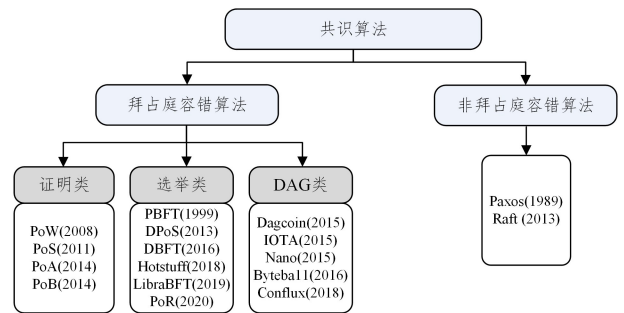 共识算法
拜占庭容错算法
非拜占庭容错算法
证明类
PoW(2008)
PoS(2011)
PoA(2014)
PoB(2014)
选举类
PBFT(1999)
DPoS(2013)
DBFT(2016)
Hotstuff(2018)
LibraBFT(2019)
PoR(2020)
DAG类
Dagcoin(2015)
IOTA(2015)
Nano(2015)
Byteba11(2016)
Conflux(2018)
Paxos(1989)
Raft (2013)